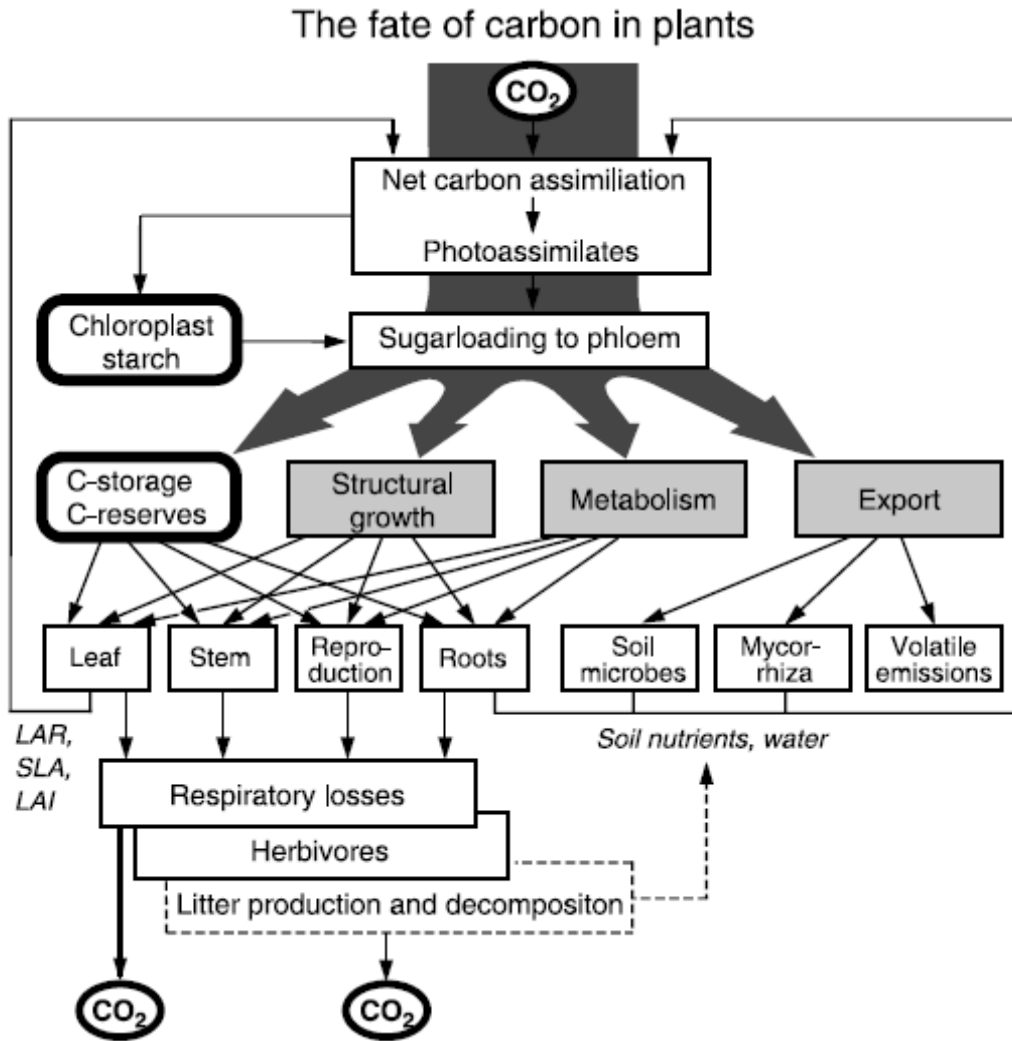 The fate of carbon in plants
CO₂
Net carbon assimiliation
Photoassimilates
Chloroplast
starch
Sugarloading to phloem
C-storage
C-reserves
Structural
growth
Metabolism
Export
Leaf
Stem
Repro-
duction
Roots
Soil
microbes
Mycor-
rhiza
Volatile
emissions
LAR,
SLA,
LAI
Soil nutrients, water
Respiratory losses
Herbivores
Litter production and decompositon
CO₂
CO₂